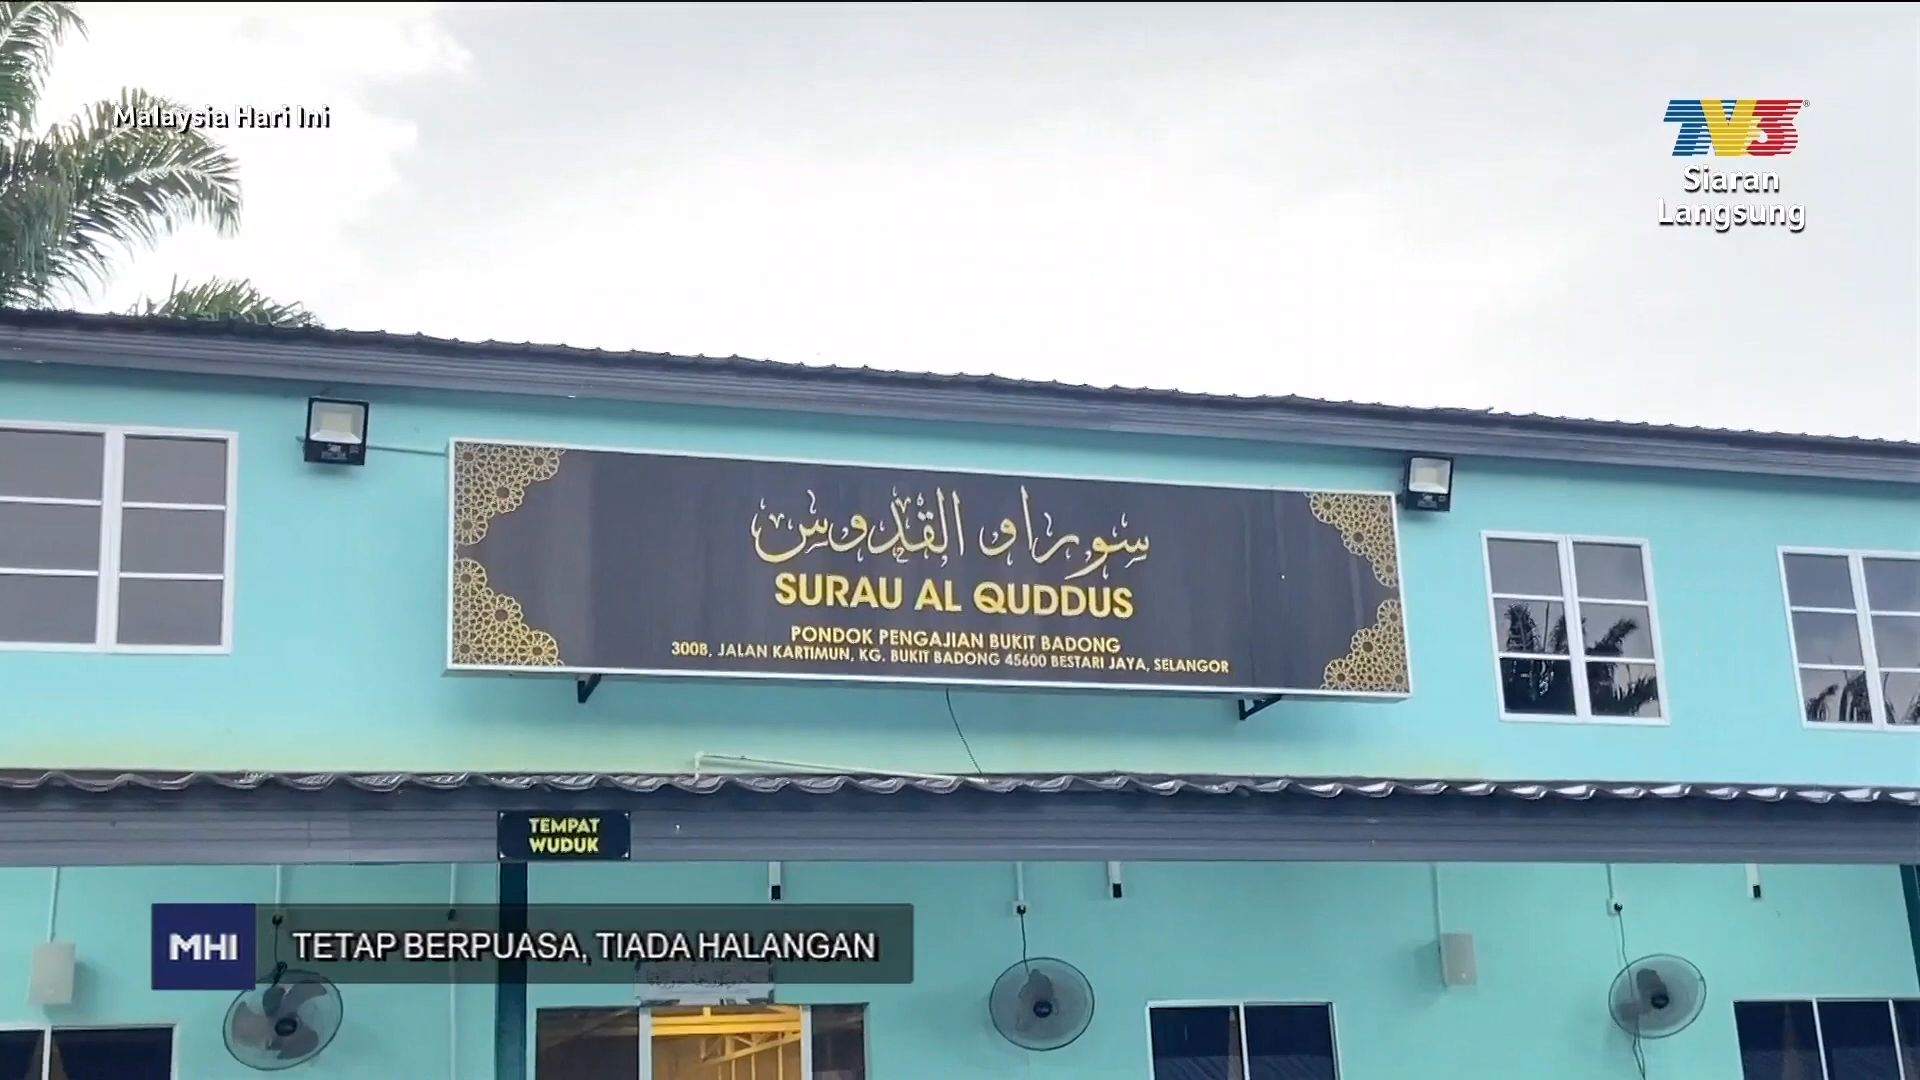 Malaysia Hari Ini
TV3
Siaran
Langsung
سوراو القدوس
SURAU AL QUDDUS
PONDOK PENGAJIAN BUKIT BADONG
300B, JALAN KARTIMUN, KG. BUKIT BADONG 45600 BESTARI JAYA, SELANGOR
TEMPAT
WUDUK
MHI
TETAP BERPUASA, TIADA HALANGAN